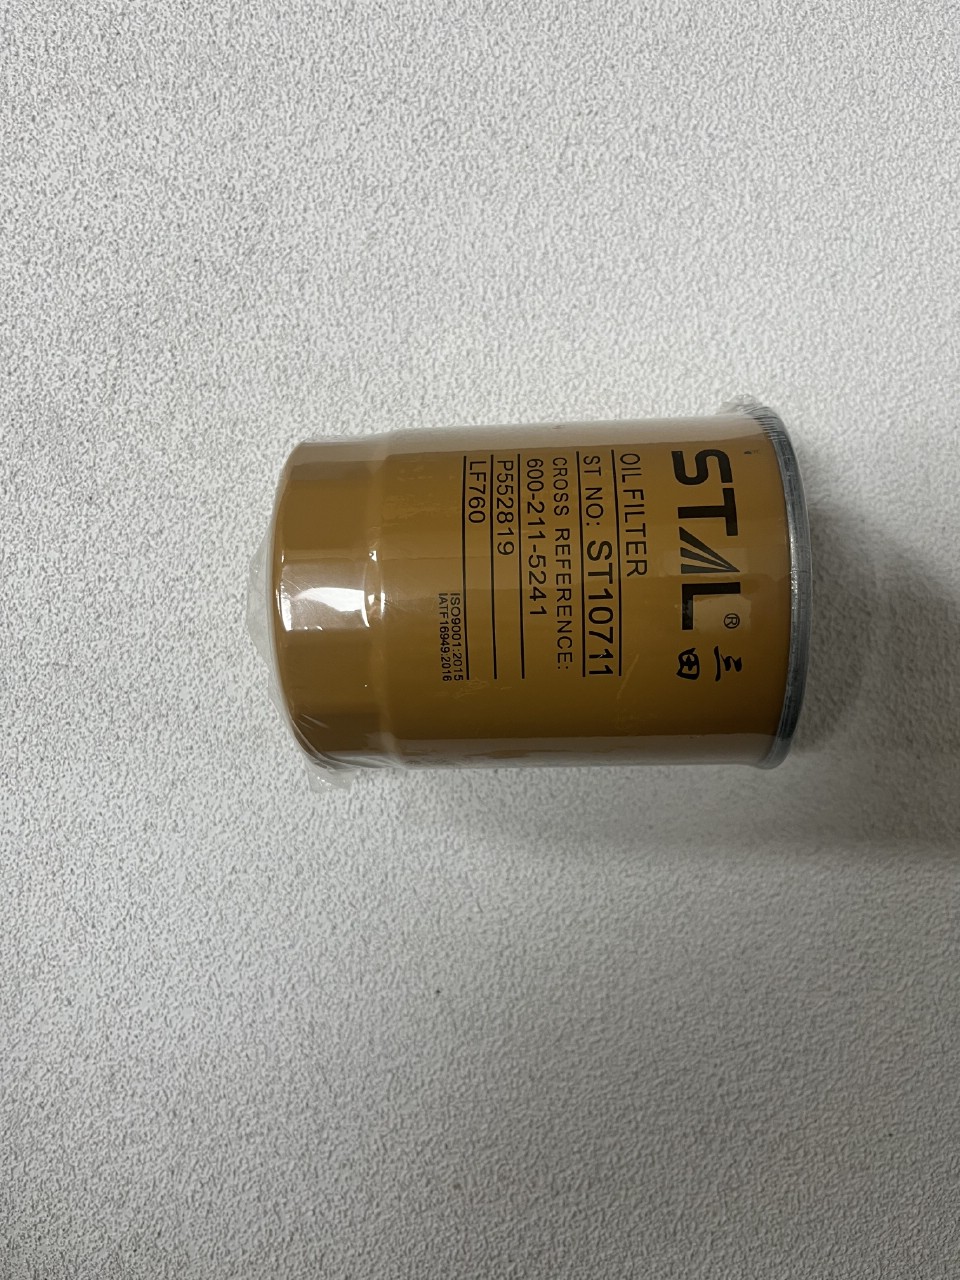 STAL® 三田
OIL FILTER
ST NO: ST10711
CROSS REFERENCE:
600-211-5241
P552819
LF760
ISO9001:2015
IATF16949:2016